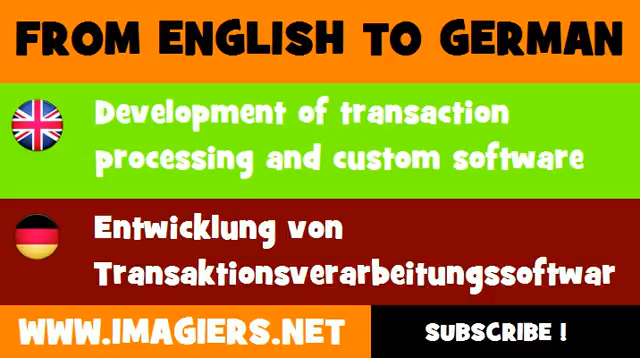 FROM ENGLISH TO GERMAN
Development of transaction
processing and custom software
Entwicklung von
Transaktionsverarbeitungssoftwar
WWW.IMAGIERS.NET
SUBSCRIBE !